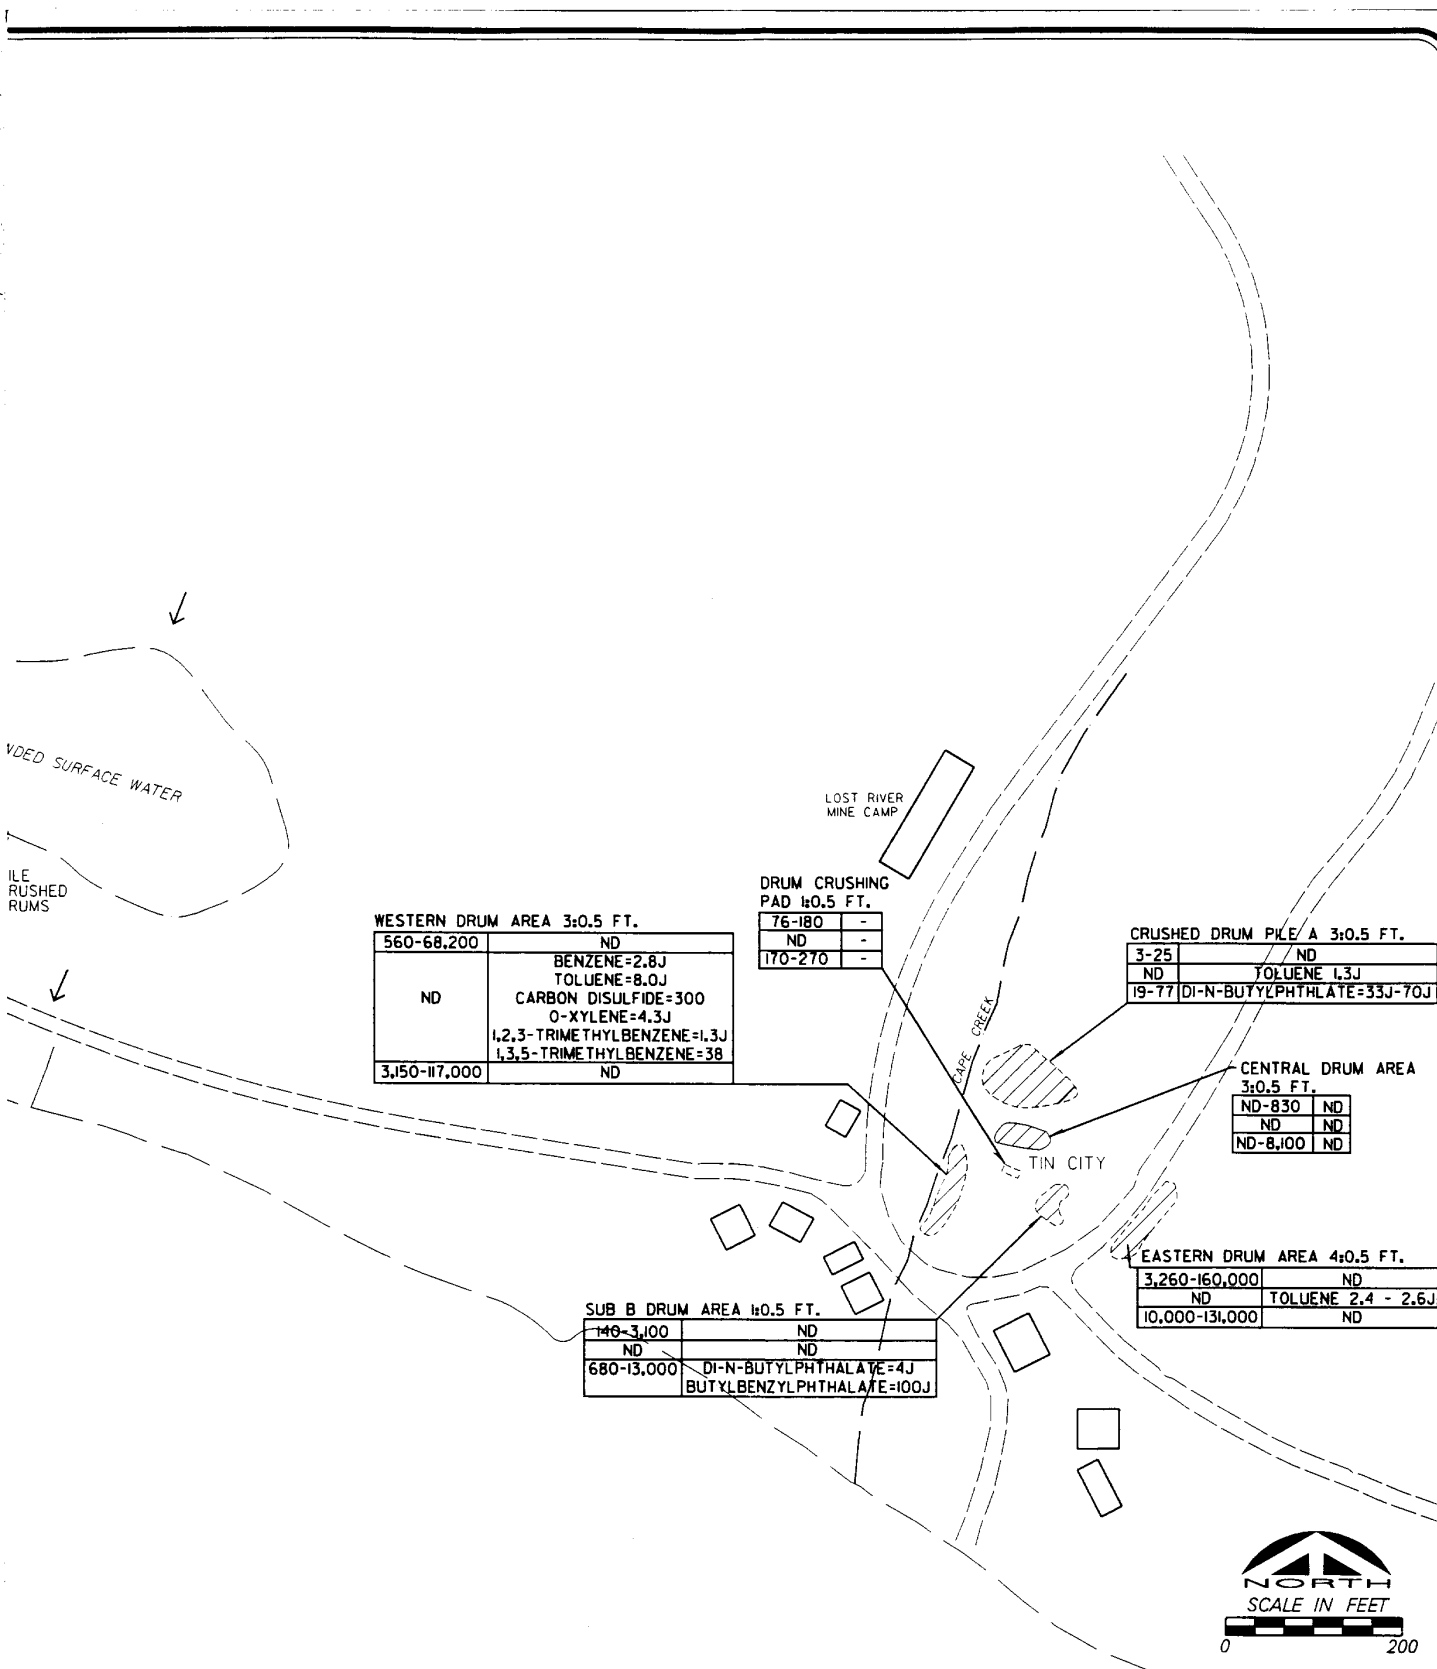 NDED SURFACE WATER
ILE
RUSHED
RUMS
LOST RIVER
MINE CAMP
DRUM CRUSHING
PAD 1:0.5 FT.
76-180 -
ND -
170-270 -
WESTERN DRUM AREA 3:0.5 FT.
560-68,200 ND
BENZENE=2.8J
TOLUENE=8.0J
ND CARBON DISULFIDE=300
O-XYLENE=4.3J
1,2,3-TRIMETHYLBENZENE=1.3J
1,3,5-TRIMETHYLBENZENE=38
3,150-117,000 ND
CRUSHED DRUM PILE A 3:0.5 FT.
3-25 ND
ND TOLUENE 1.3J
19-77 DI-N-BUTYLPHTHLATE=33J-70J
CAPE CREEK
CENTRAL DRUM AREA
3:0.5 FT.
ND-830 ND
ND ND
ND-8,100 ND
TIN CITY
EASTERN DRUM AREA 4:0.5 FT.
3,260-160,000 ND
ND TOLUENE 2.4 - 2.6J
10,000-131,000 ND
SUB B DRUM AREA 1:0.5 FT.
140-3,100 ND
ND ND
680-13,000 DI-N-BUTYLPHTHALATE=4J
BUTYLBENZYLPHTHALATE=100J
NORTH
SCALE IN FEET
0 200